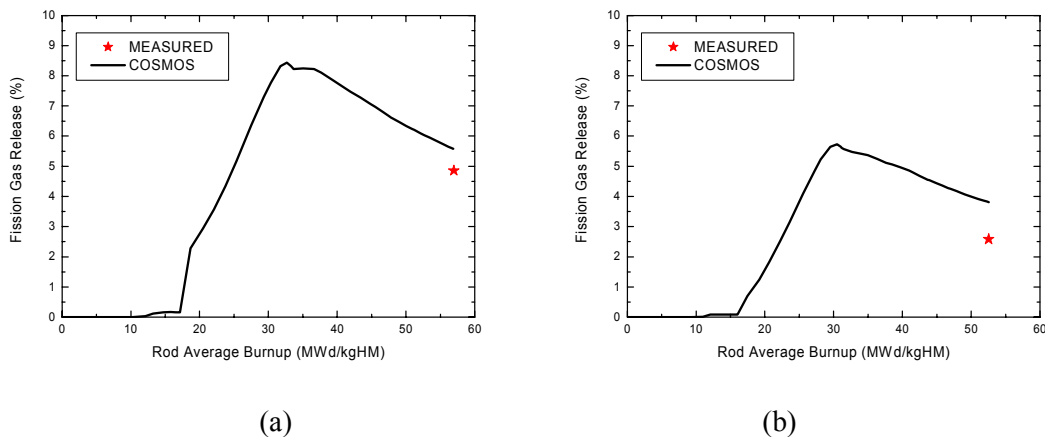 10
9
8
7
6
5
4
3
2
1
0
Fission Gas Release (%)
MEASURED
COSMOS
0 10 20 30 40 50 60
Rod Average Burnup (MWd/kgHM)
(a)
10
9
8
7
6
5
4
3
2
1
0
Fission Gas Release (%)
MEASURED
COSMOS
0 10 20 30 40 50 60
Rod Average Burnup (MWd/kgHM)
(b)